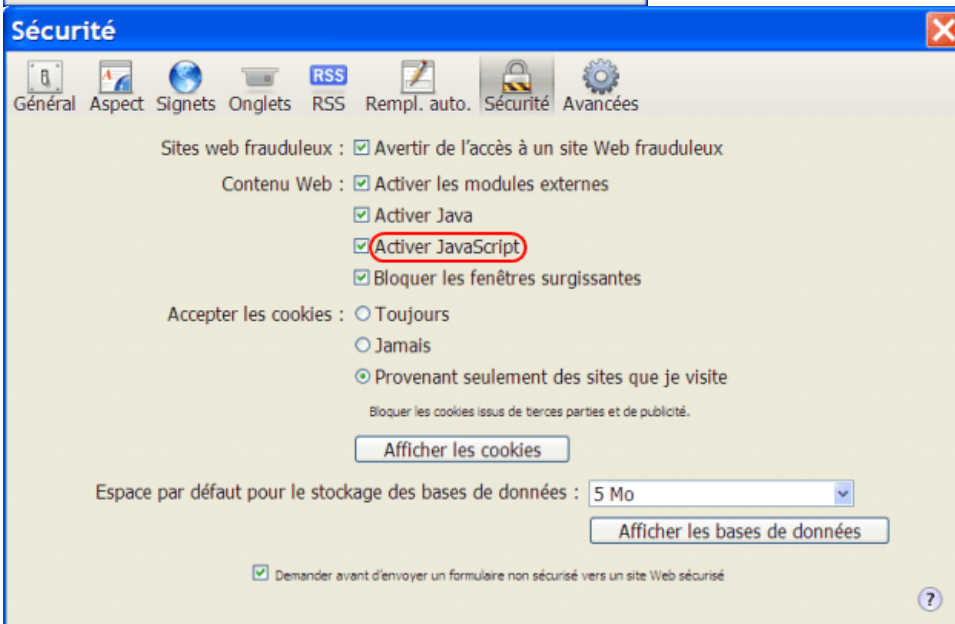 Sécurité
RSS
Général Aspect Signets Onglets RSS Rempl. auto. Sécurité Avancées
Sites web frauduleux : Avertir de l'accès à un site Web frauduleux
Contenu Web : Activer les modules externes
Activer Java
Activer JavaScript
Bloquer les fenêtres surgissantes
Accepter les cookies : Toujours
Jamais
Provenant seulement des sites que je visite
Bloquer les cookies issus de tierces parties et de publicité.
Afficher les cookies
Espace par défaut pour le stockage des bases de données : 5 Mo
Afficher les bases de données
Demander avant d'envoyer un formulaire non sécurisé vers un site Web sécurisé
?